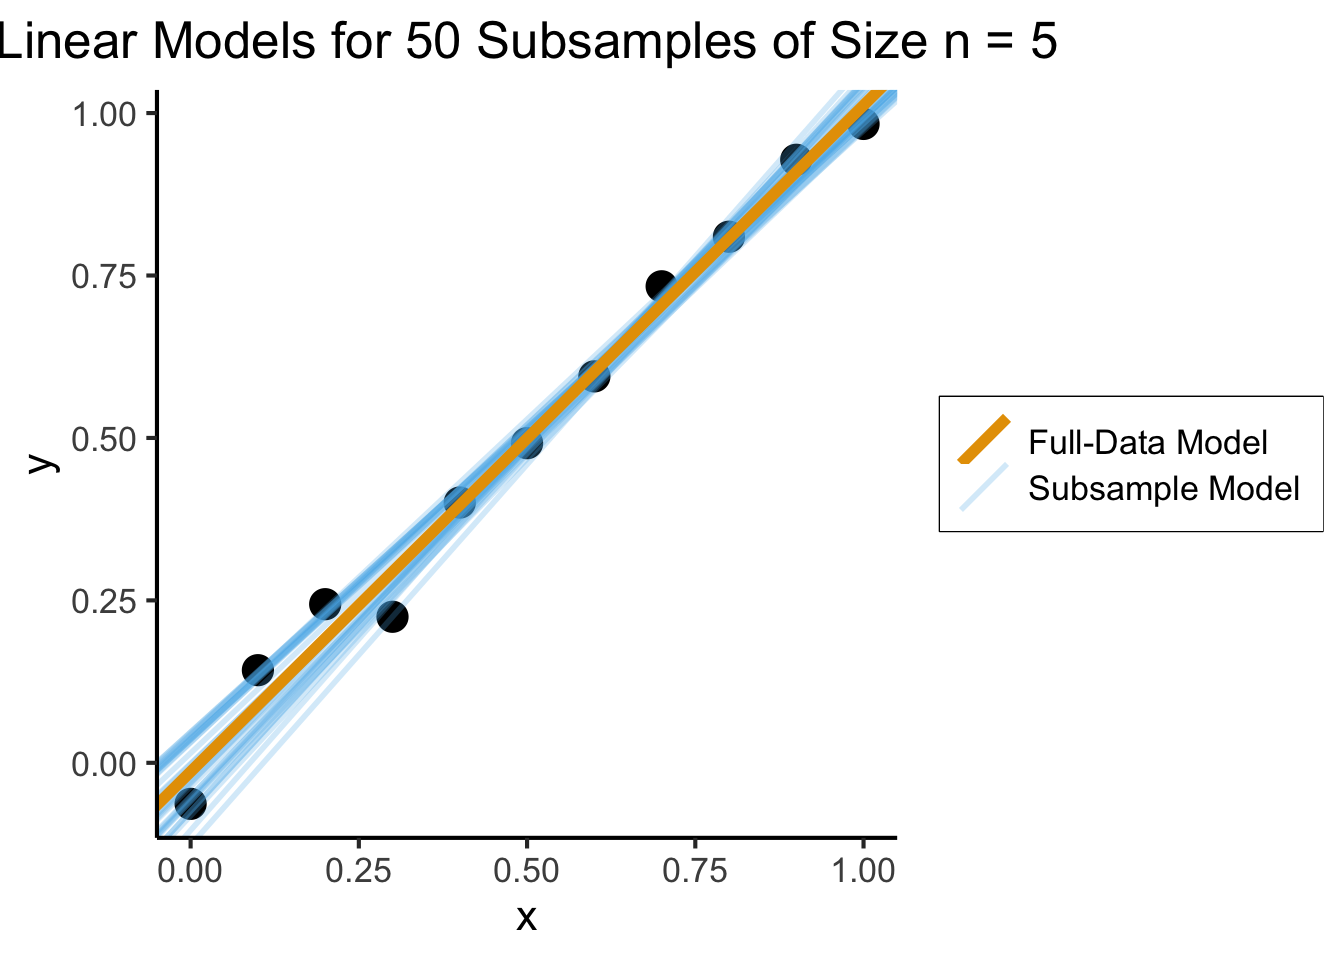 Linear Models for 50 Subsamples of Size n = 5
1.00
0.75
0.50
0.25
0.00
y
0.00 0.25 0.50 0.75 1.00
x
Full-Data Model
Subsample Model